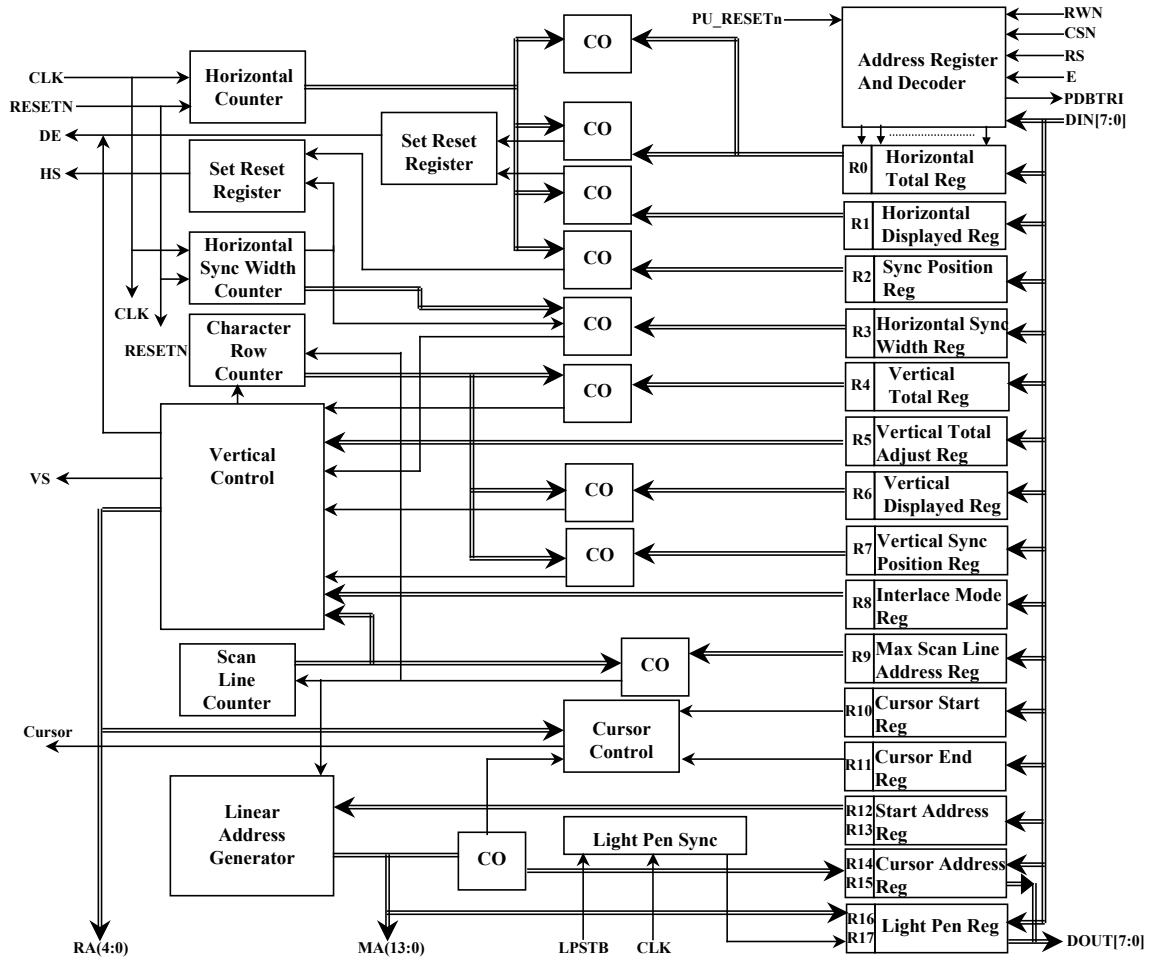 PU_RESETn
RWN
CSN
RS
E
PDBTRI
DIN[7:0]
Address Register
And Decoder
CLK
RESETN
DE
HS
Horizontal
Counter
CO
Set Reset
Register
CO
Set Reset
Register
CO
R0
Horizontal
Total Reg
R1
Horizontal
Displayed Reg
CO
R2
Sync Position
Reg
Horizontal
Sync Width
Counter
CLK
RESETN
CO
R3
Horizontal Sync
Width Reg
Character
Row
Counter
CO
R4
Vertical
Total Reg
Vertical
Control
R5
Vertical Total
Adjust Reg
VS
CO
R6
Vertical
Displayed Reg
CO
R7
Vertical Sync
Position Reg
R8
Interlace Mode
Reg
Scan
Line
Counter
CO
R9
Max Scan Line
Address Reg
Cursor
Cursor
Control
R10
Cursor Start
Reg
R11
Cursor End
Reg
Linear
Address
Generator
R12
R13
Start Address
Reg
CO
Light Pen Sync
R14
R15
Cursor Address
Reg
R16
R17
Light Pen Reg
RA(4:0)
MA(13:0)
LPSTB
CLK
DOUT[7:0]